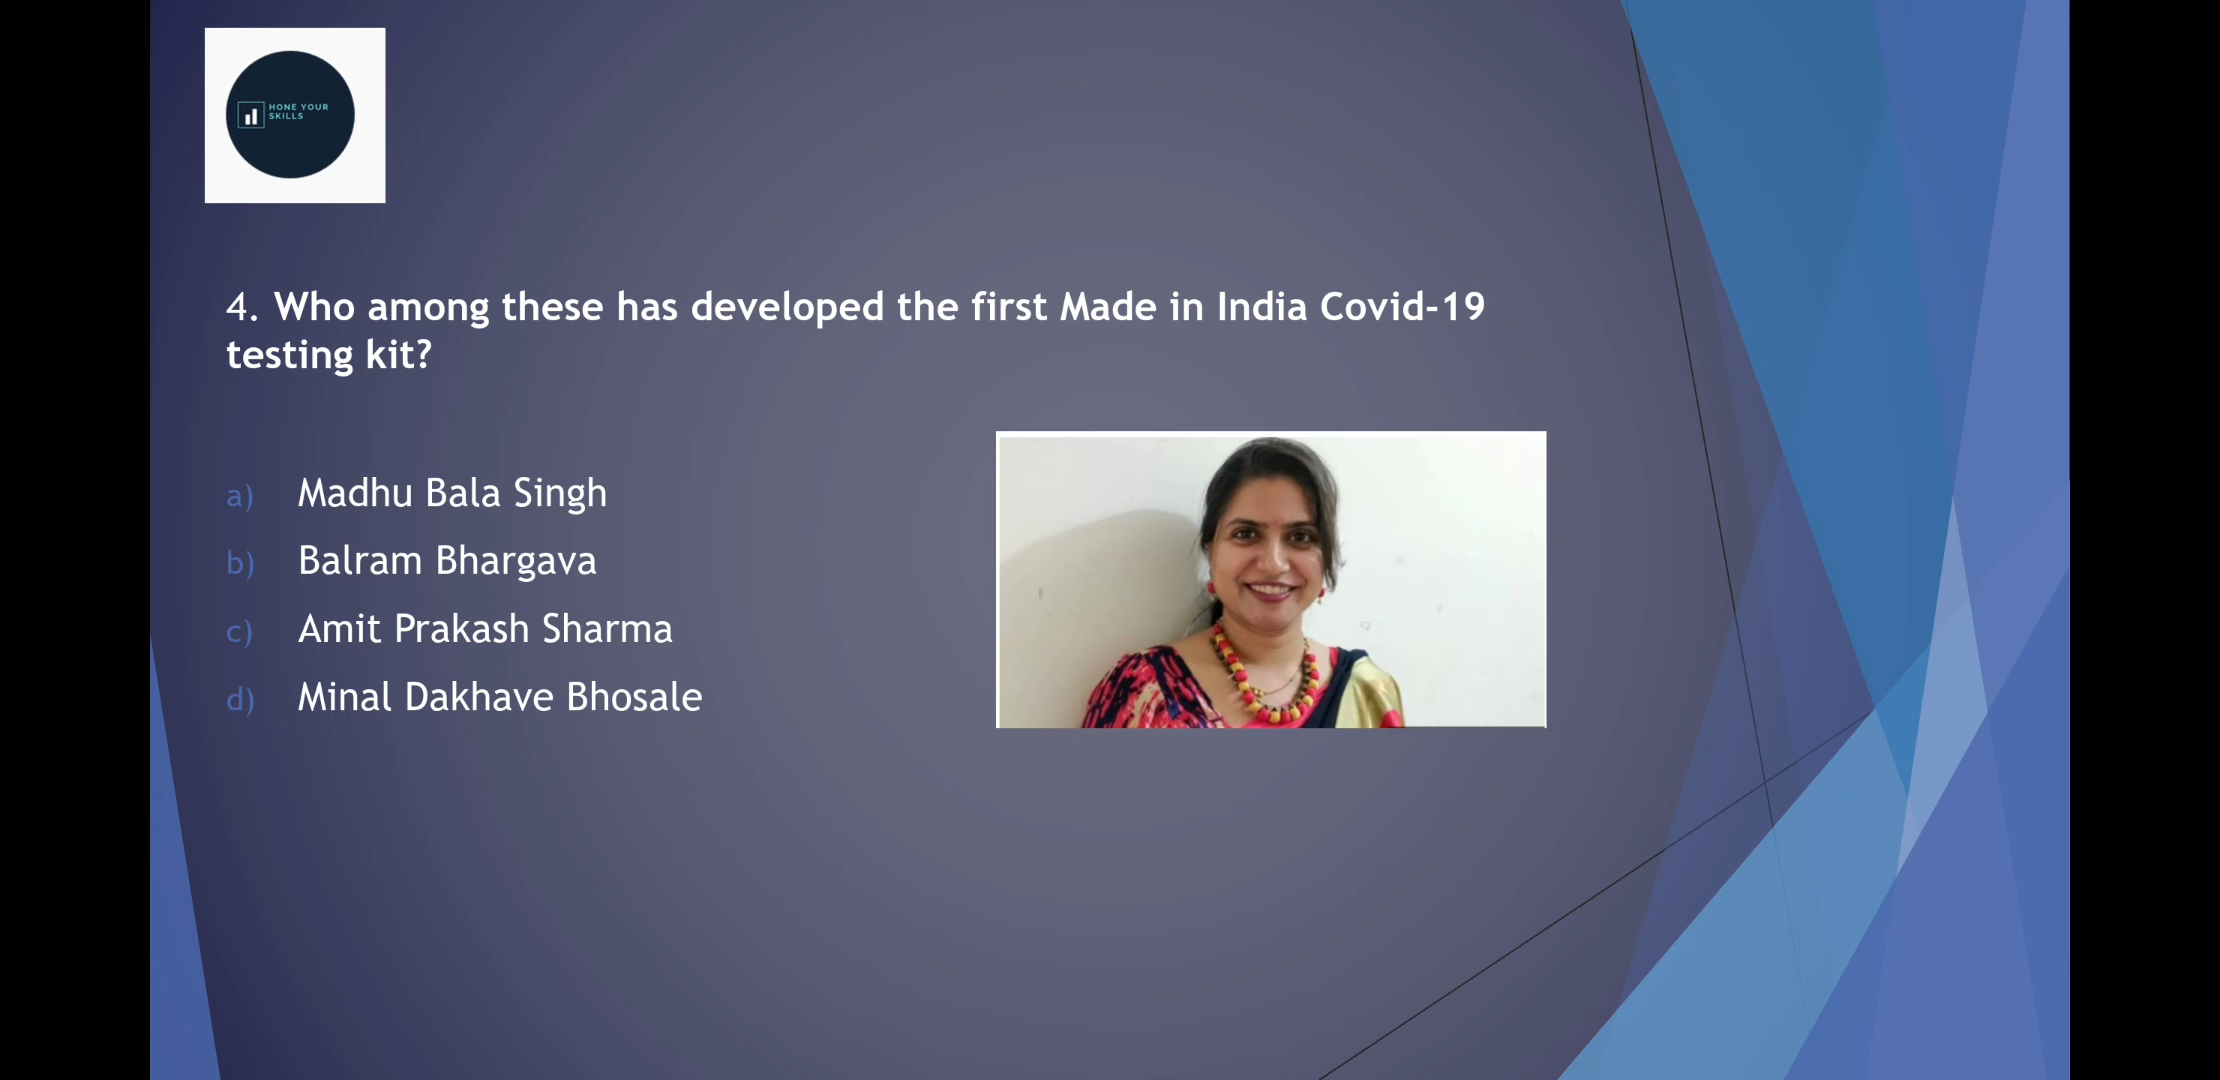 HONE YOUR
SKILLS
4. Who among these has developed the first Made in India Covid-19
testing kit?
a) Madhu Bala Singh
b) Balram Bhargava
c) Amit Prakash Sharma
d) Minal Dakhave Bhosale